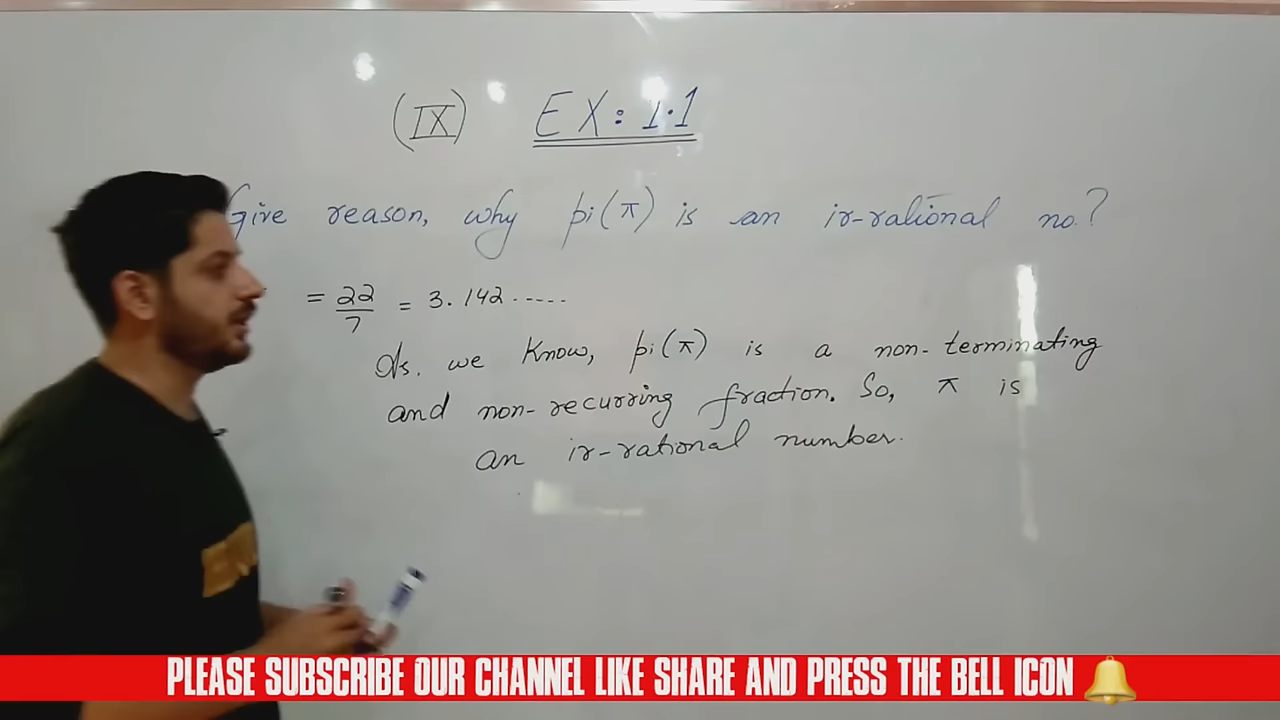 (IX) EX: 1.1
Give reason, why pi(π) is an ir-rational no.?
= 22/7 = 3.142.....
As. we Know, pi(π) is a non-terminating
and non-recurring fraction. So, π is
an ir-rational number.
PLEASE SUBSCRIBE OUR CHANNEL LIKE SHARE AND PRESS THE BELL ICON